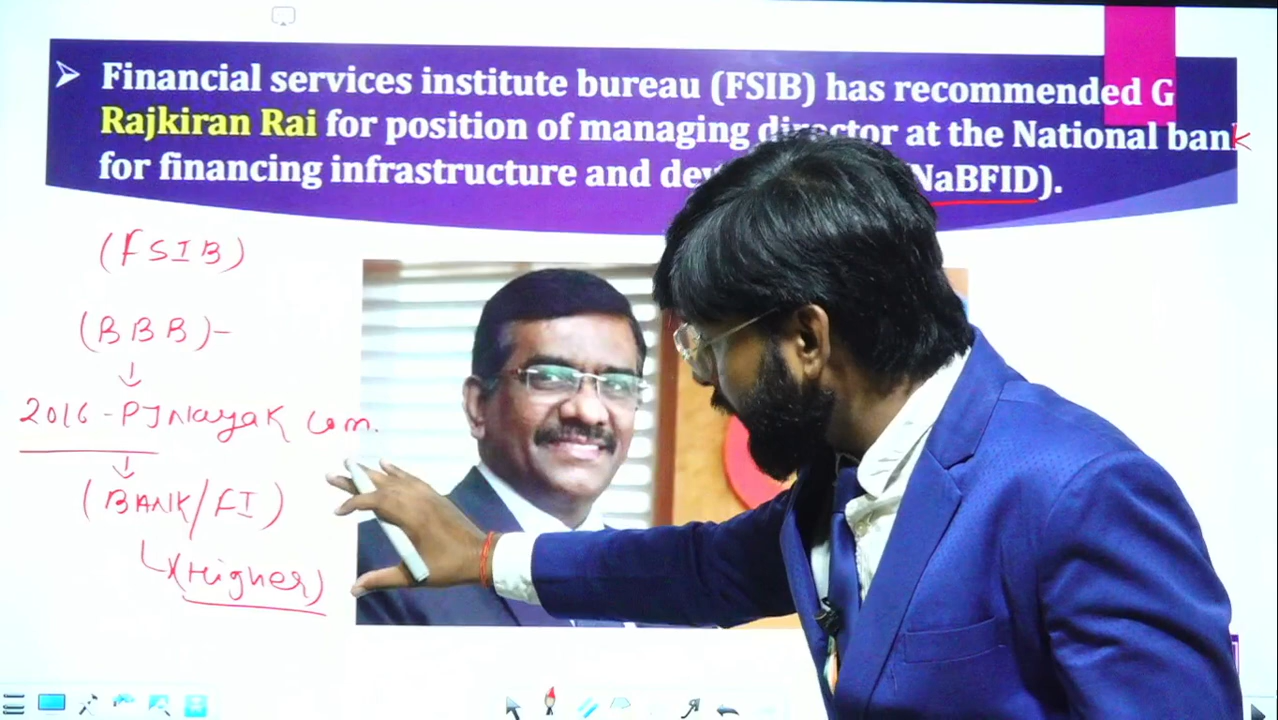 Financial services institute bureau (FSIB) has recommended G
Rajkiran Rai for position of managing director at the National bank
for financing infrastructure and dev NaBFID).
(FSIB)
(BBB)-
2016-PJ Nayak Com.
(BANK/FI)
(Higher)